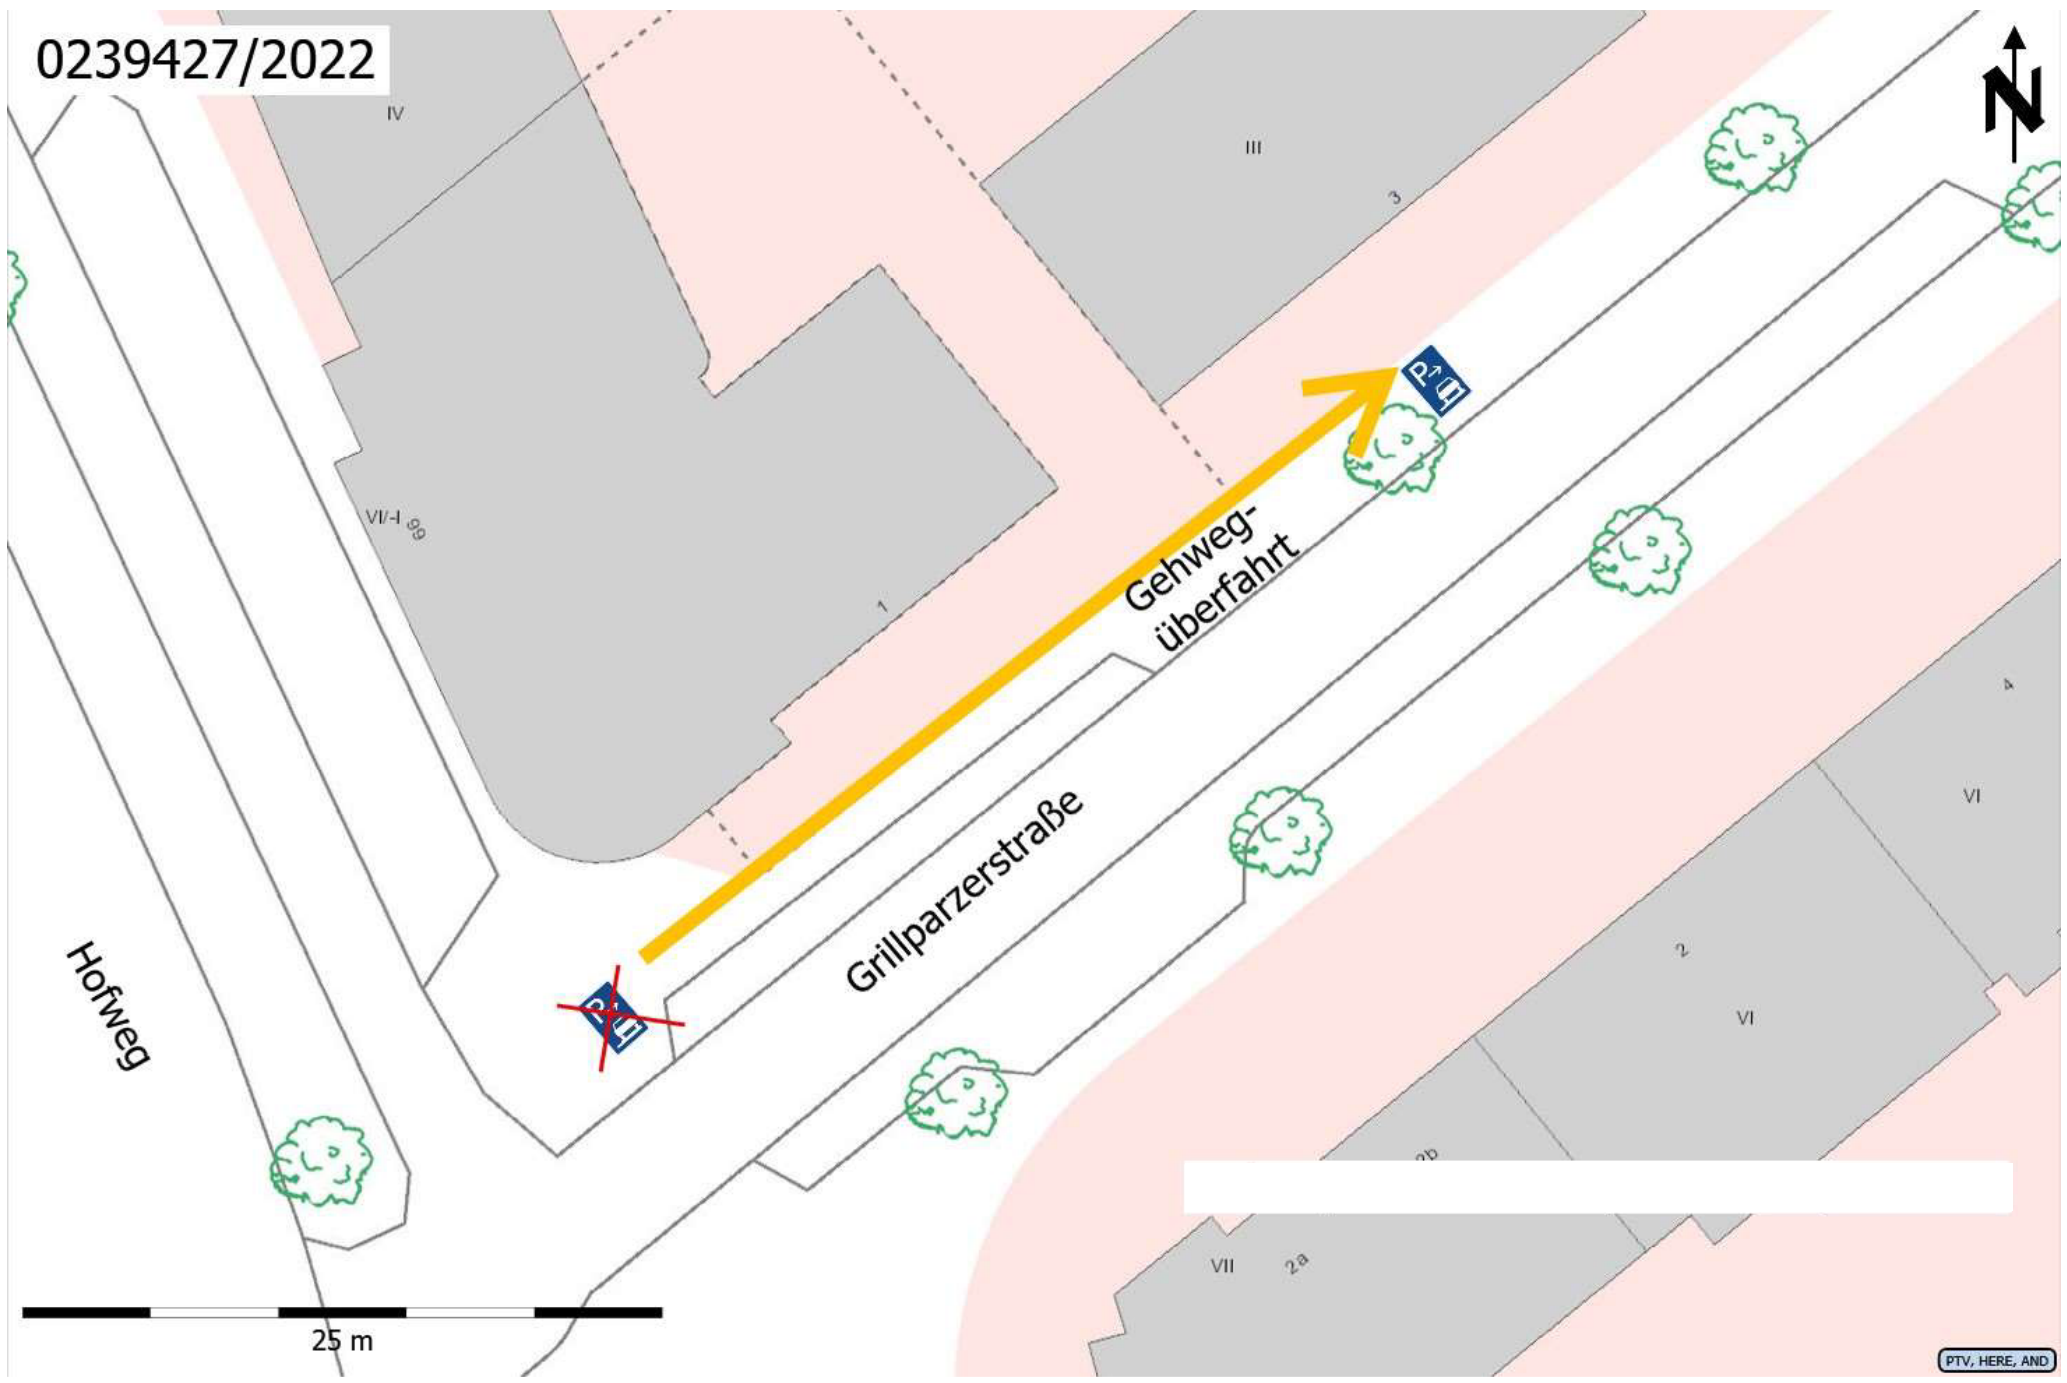 0239427/2022
N
IV
III
3
P
VI/-I
99
1
Gehweg-
überfahrt
4
VI
Grillparzerstraße
2
VI
Hofweg
P
2b
VII
2a
25 m
PTV, HERE, AND